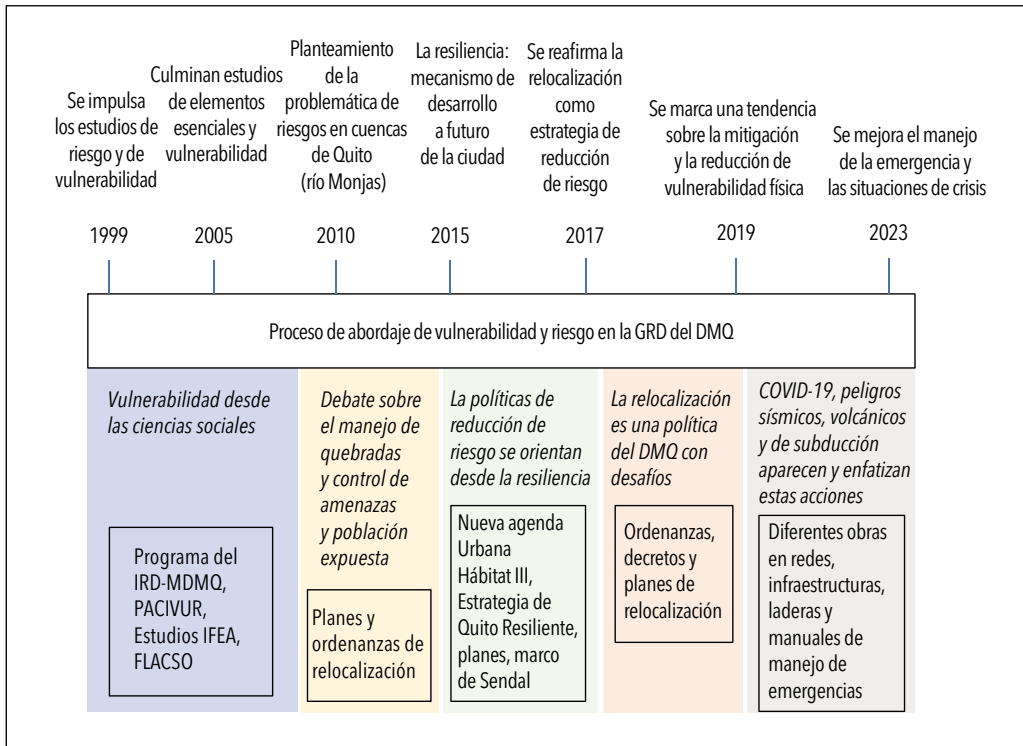 Se impulsa
los estudios de
riesgo y de
vulnerabilidad
Culminan estudios
de elementos
esenciales y
vulnerabilidad
Planteamiento
de la
problemática de
riesgos en cuencas
de Quito
(río Monjas)
La resiliencia:
mecanismo de
desarrollo
a futuro
de la ciudad
Se reafirma la
relocalización
como
estrategia de
reducción
de riesgo
Se marca una tendencia
sobre la mitigación
y la reducción de
vulnerabilidad física
Se mejora el manejo
de la emergencia y
las situaciones de crisis
1999
2005
2010
2015
2017
2019
2023
Proceso de abordaje de vulnerabilidad y riesgo en la GRD del DMQ
Vulnerabilidad desde
las ciencias sociales
Programa del
IRD-MDMQ,
PACIVUR,
Estudios IFEA,
FLACSO
Debate sobre
el manejo de
quebradas
y control de
amenazas
y población
expuesta
Planes y
ordenanzas de
relocalización
La políticas de
reducción de
riesgo se orientan
desde la resiliencia
Nueva agenda
Urbana
Hábitat III,
Estrategia de
Quito Resiliente,
planes, marco
de Sendal
La relocalización
es una política
del DMQ con
desafíos
Ordenanzas,
decretos y
planes de
relocalización
COVID-19, peligros
sísmicos, volcánicos
y de subducción
aparecen y enfatizan
estas acciones
Diferentes obras
en redes,
infraestructuras,
laderas y
manuales de
manejo de
emergencias